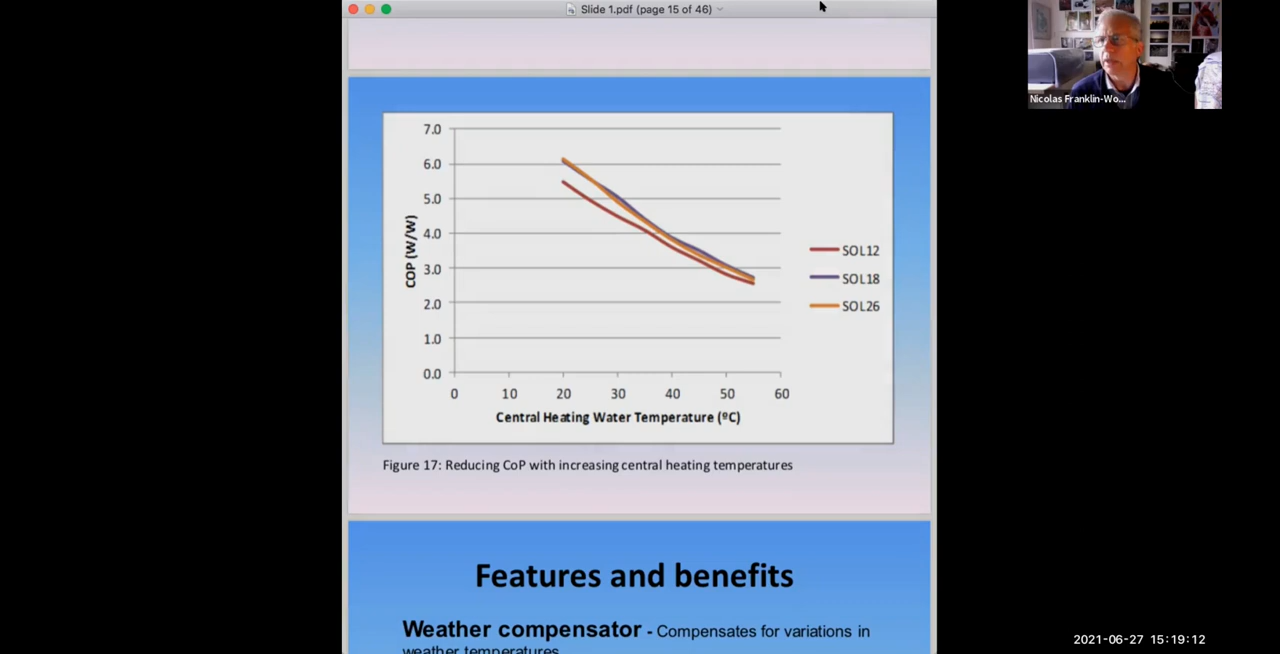 Slide 1.pdf (page 15 of 46)
Nicolas Franklin-Wo...
7.0
6.0
5.0
4.0
3.0
2.0
1.0
0.0
COP (W/W)
0 10 20 30 40 50 60
Central Heating Water Temperature (ºC)
SOL12
SOL18
SOL26
Figure 17: Reducing CoP with increasing central heating temperatures
Features and benefits
Weather compensator - Compensates for variations in
weather temperatures
2021-06-27 15:19:12